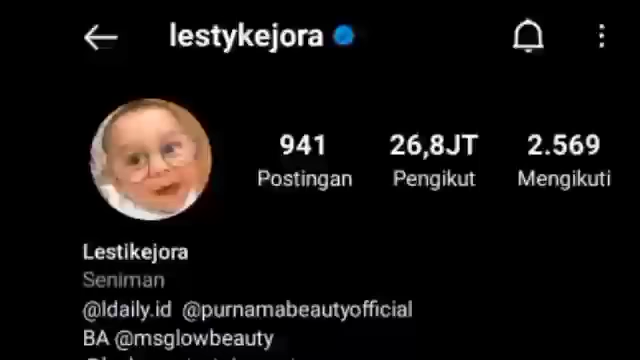 lestykejora
941 26,8JT 2.569
Postingan Pengikut Mengikuti
Lestikejora
Seniman
@ldaily.id @purnamabeautyofficial
BA @msglowbeauty